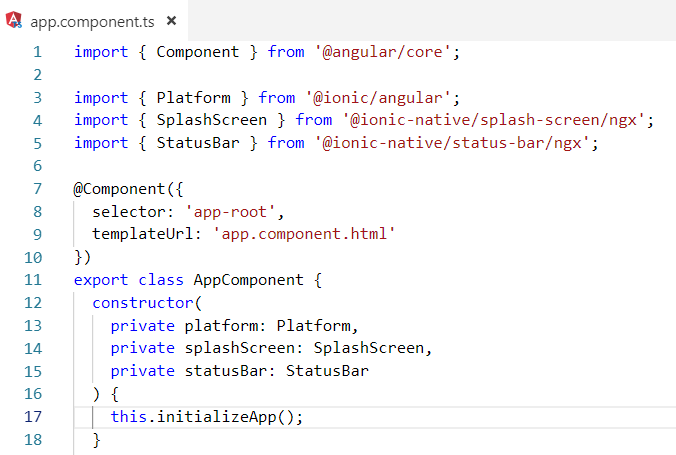 app.component.ts ×
1 import { Component } from '@angular/core';
2
3 import { Platform } from '@ionic/angular';
4 import { SplashScreen } from '@ionic-native/splash-screen/ngx';
5 import { StatusBar } from '@ionic-native/status-bar/ngx';
6
7 @Component({
8   selector: 'app-root',
9   templateUrl: 'app.component.html'
10 })
11 export class AppComponent {
12   constructor(
13     private platform: Platform,
14     private splashScreen: SplashScreen,
15     private statusBar: StatusBar
16   ) {
17     this.initializeApp();
18   }